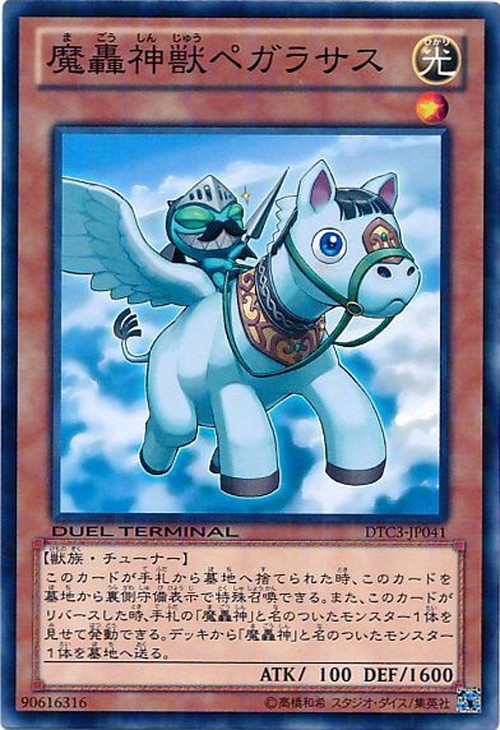 魔轟神獣ペガラサス
光
DUEL TERMINAL
DTC3-JP041
【獣族・チューナー】
このカードが手札から墓地へ捨てられた時、このカードを
墓地から裏側守備表示で特殊召喚できる。また、このカードが
リバースした時、手札の「魔轟神」と名のついたモンスター1体を
見せて発動できる。デッキから「魔轟神」と名のついたモンスター
1体を墓地へ送る。
ATK/ 100 DEF/1600
90616316
©高橋和希 スタジオ・ダイス/集英社